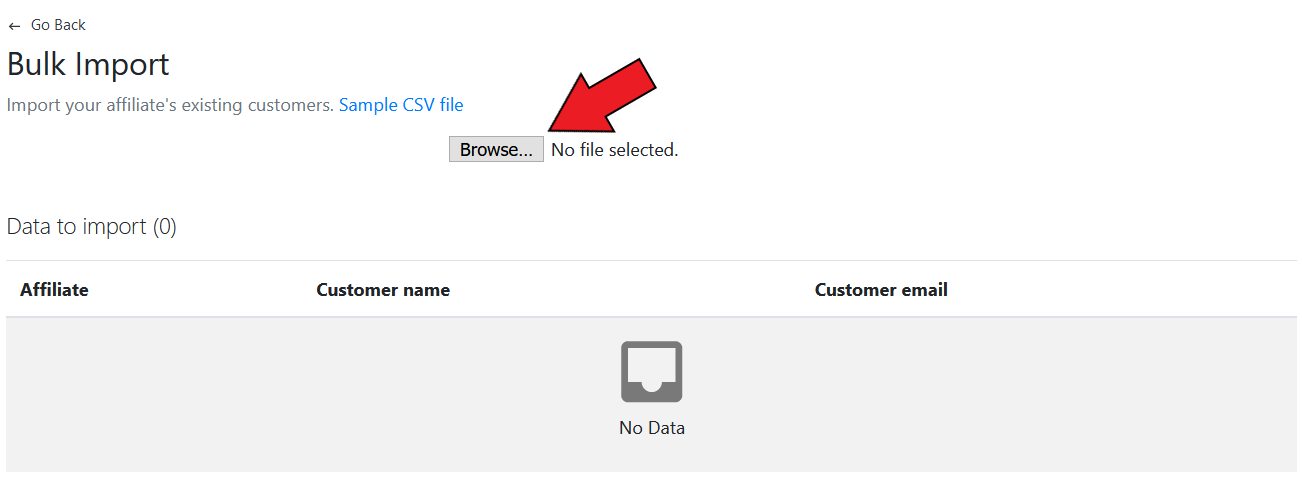 ← Go Back
Bulk Import
Import your affiliate's existing customers. Sample CSV file
Browse... No file selected.
Data to import (0)
Affiliate Customer name Customer email
No Data